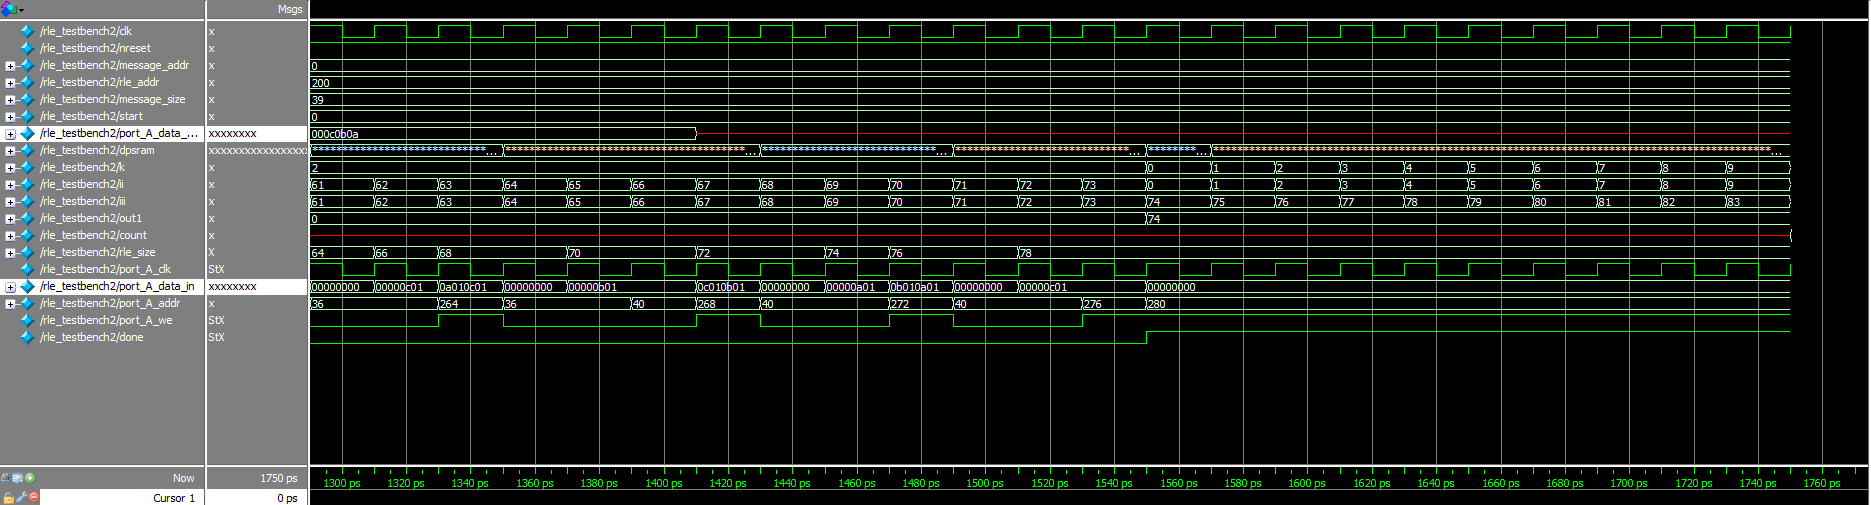 Msgs
/rle_testbench2/clk x
/rle_testbench2/nreset x
/rle_testbench2/message_addr x 0
/rle_testbench2/rle_addr x 200
/rle_testbench2/message_size x 39
/rle_testbench2/start x 0
/rle_testbench2/port_A_data_... xxxxxxxx 000c0b0a
/rle_testbench2/dpsram xxxxxxxxxxxxxxxx ... ... ... ... ... ...
/rle_testbench2/k x 2 0 1 2 3 4 5 6 7 8 9
/rle_testbench2/ii x 61 62 63 64 65 66 67 68 69 70 71 72 73 0 1 2 3 4 5 6 7 8 9
/rle_testbench2/iii x 61 62 63 64 65 66 67 68 69 70 71 72 73 74 75 76 77 78 79 80 81 82 83
/rle_testbench2/out1 x 0 74
/rle_testbench2/count x
/rle_testbench2/rle_size X 64 66 68 70 72 74 76 78
/rle_testbench2/port_A_clk StX
/rle_testbench2/port_A_data_in xxxxxxxx 00000000 00000c01 0a010c01 00000000 00000b01 0c010b01 00000000 00000a01 0b010a01 00000000 00000c01 00000000
/rle_testbench2/port_A_addr x 36 264 36 40 268 40 272 40 276 280
/rle_testbench2/port_A_we StX
/rle_testbench2/done StX
Now 1750 ps 1300 ps 1320 ps 1340 ps 1360 ps 1380 ps 1400 ps 1420 ps 1440 ps 1460 ps 1480 ps 1500 ps 1520 ps 1540 ps 1560 ps 1580 ps 1600 ps 1620 ps 1640 ps 1660 ps 1680 ps 1700 ps 1720 ps 1740 ps 1760 ps
Cursor 1 0 ps